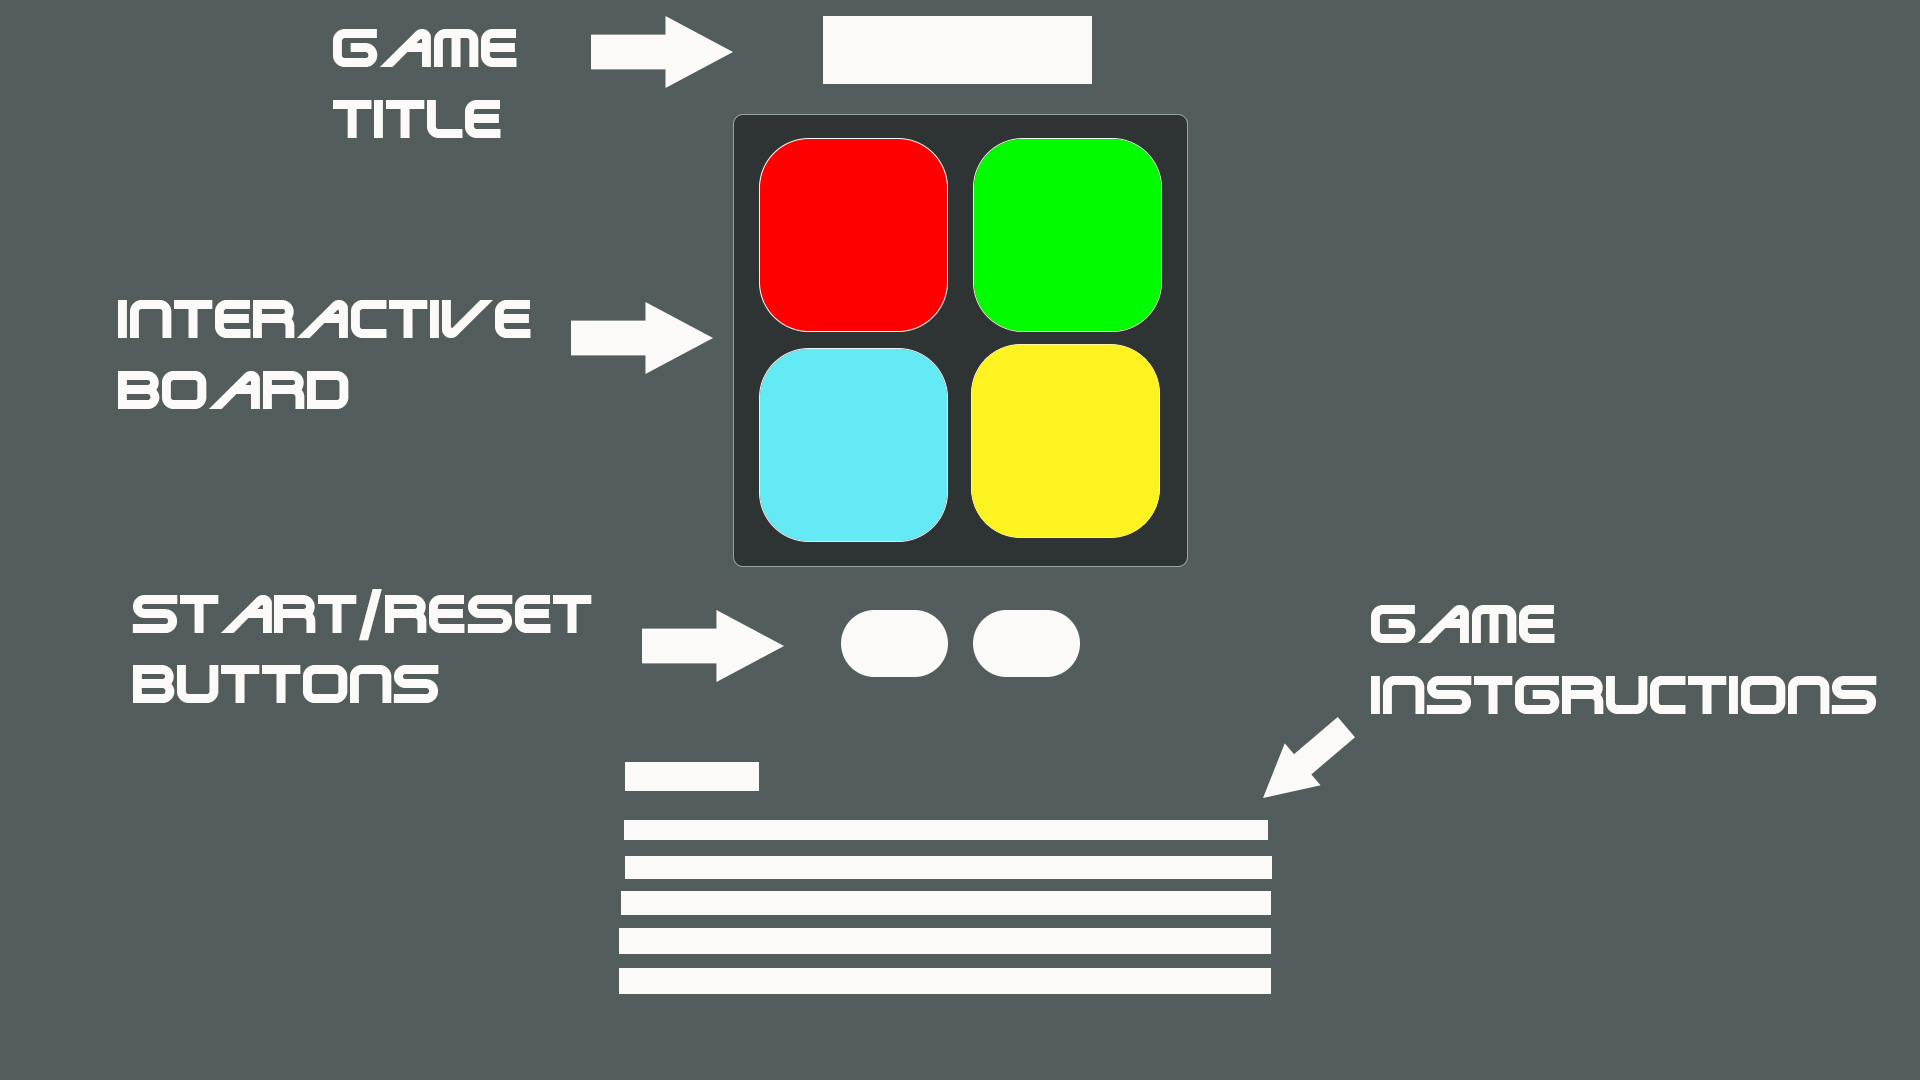 GAME
TITLE
INTERACTIVE
BOARD
START/RESET
BUTTONS
GAME
INSTGRUCTIONS